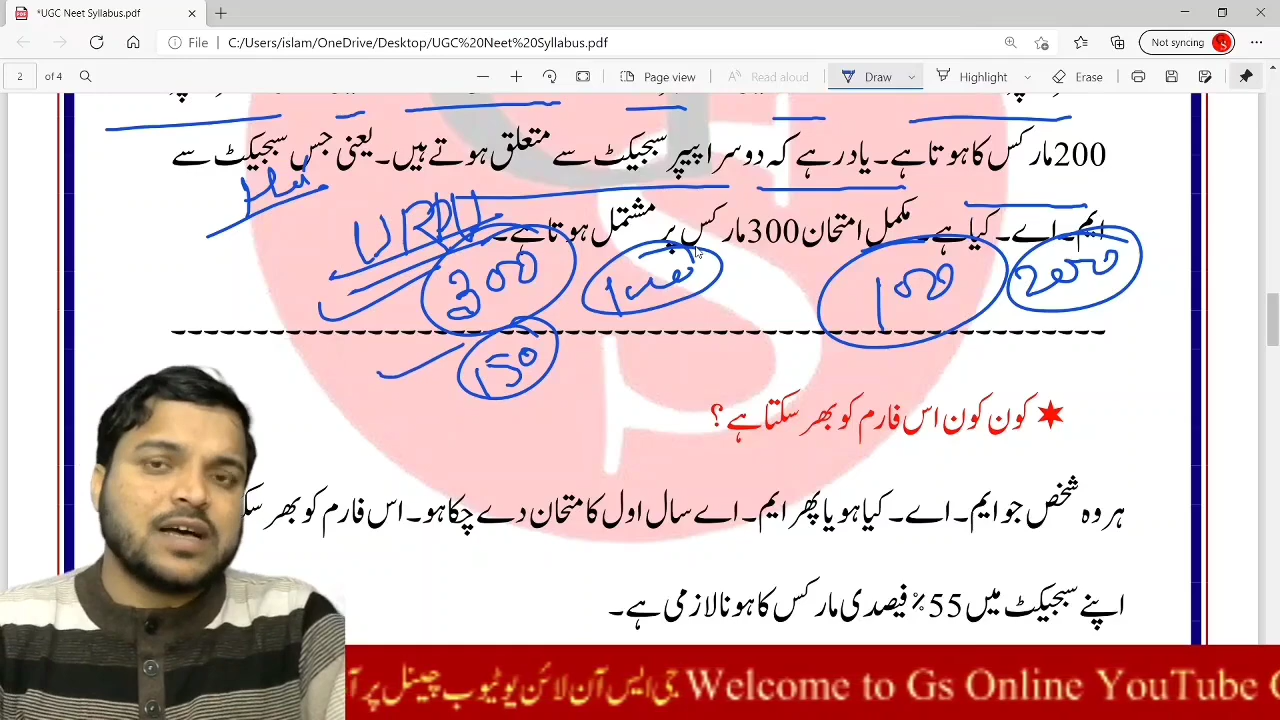 *UGC Neet Syllabus.pdf
File C:/Users/islam/OneDrive/Desktop/UGC%20Neet%20Syllabus.pdf
Not syncing
2 of 4 Page view Read aloud Draw Highlight Erase
200 مارکس کا ہوتا ہے۔ یاد رہے کہ دوسرا پیپر سبجیکٹ سے متعلق ہوتے ہیں۔ یعنی جس سبجیکٹ سے
ایم۔ اے۔ کیا ہے۔ مکمل امتحان 300 مارکس پر مشتمل ہوتا ہے۔
URDU
300 100 200
150
کون کون اس فارم کو بھر سکتا ہے؟
ہر وہ شخص جو ایم۔ اے۔ کیا ہو یا پھر ایم۔ اے سال اول کا متحان دے چکا ہو۔ اس فارم کو بھر
اپنے سبجیکٹ میں 55٪ فیصدی مارکس کا ہونا لازمی ہے۔
جی ایس آن لائن یوٹیوب چینل پر Welcome to Gs Online YouTube